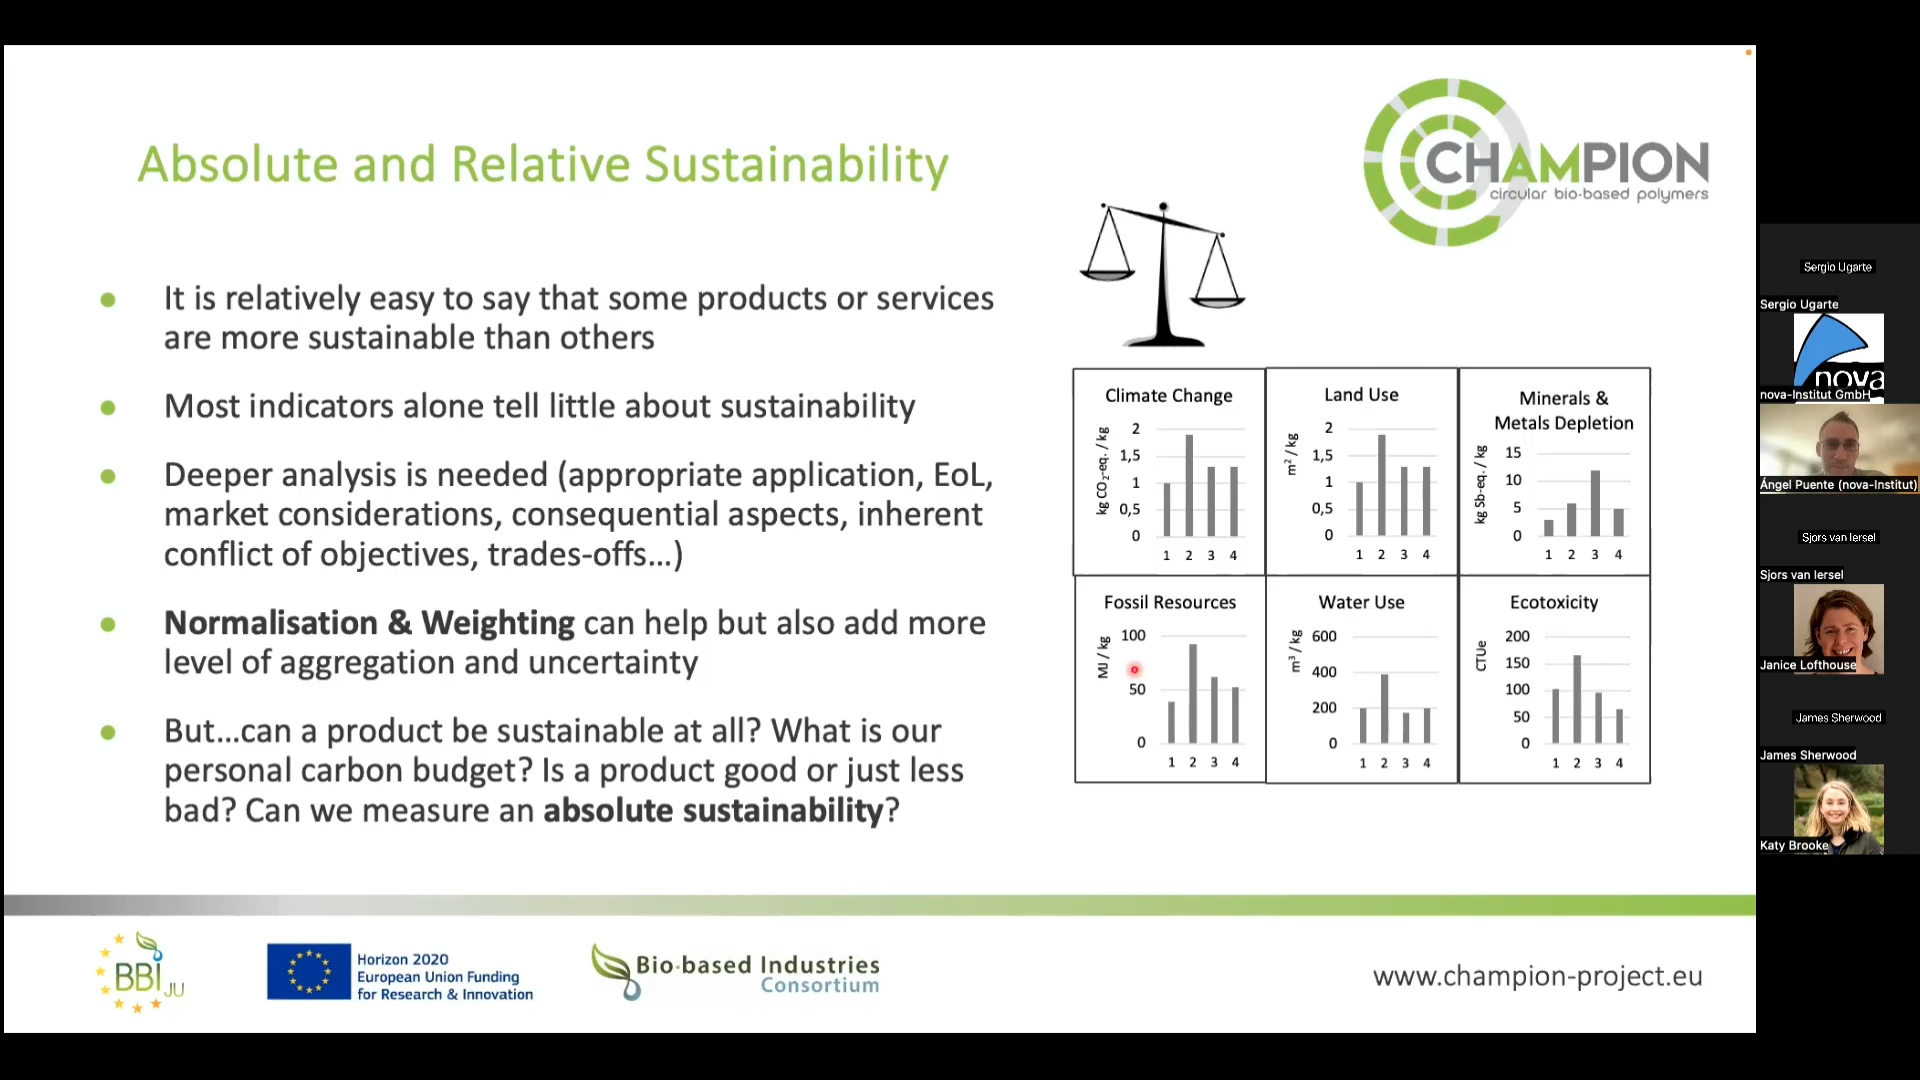 Absolute and Relative Sustainability
CHAMPION
circular bio-based polymers
It is relatively easy to say that some products or services
are more sustainable than others
Most indicators alone tell little about sustainability
Deeper analysis is needed (appropriate application, EoL,
market considerations, consequential aspects, inherent
conflict of objectives, trades-offs...)
Normalisation & Weighting can help but also add more
level of aggregation and uncertainty
But...can a product be sustainable at all? What is our
personal carbon budget? Is a product good or just less
bad? Can we measure an absolute sustainability?
Climate Change
kg CO₂-eq. / kg
2
1,5
1
0,5
0
1 2 3 4
Land Use
m² / kg
2
1,5
1
0,5
0
1 2 3 4
Minerals &
Metals Depletion
kg Sb-eq. / kg
15
10
5
0
1 2 3 4
Fossil Resources
MJ / kg
100
50
0
1 2 3 4
Water Use
m³ / kg
600
400
200
0
1 2 3 4
Ecotoxicity
CTUe
200
150
100
50
0
1 2 3 4
BBI JU
Horizon 2020
European Union Funding
for Research & Innovation
Bio-based Industries
Consortium
www.champion-project.eu
Sergio Ugarte
Sergio Ugarte
nova
nova-Institut GmbH
Ángel Puente (nova-Institut)
Sjors van Iersel
Sjors van Iersel
Janice Lofthouse
James Sherwood
James Sherwood
Katy Brooke